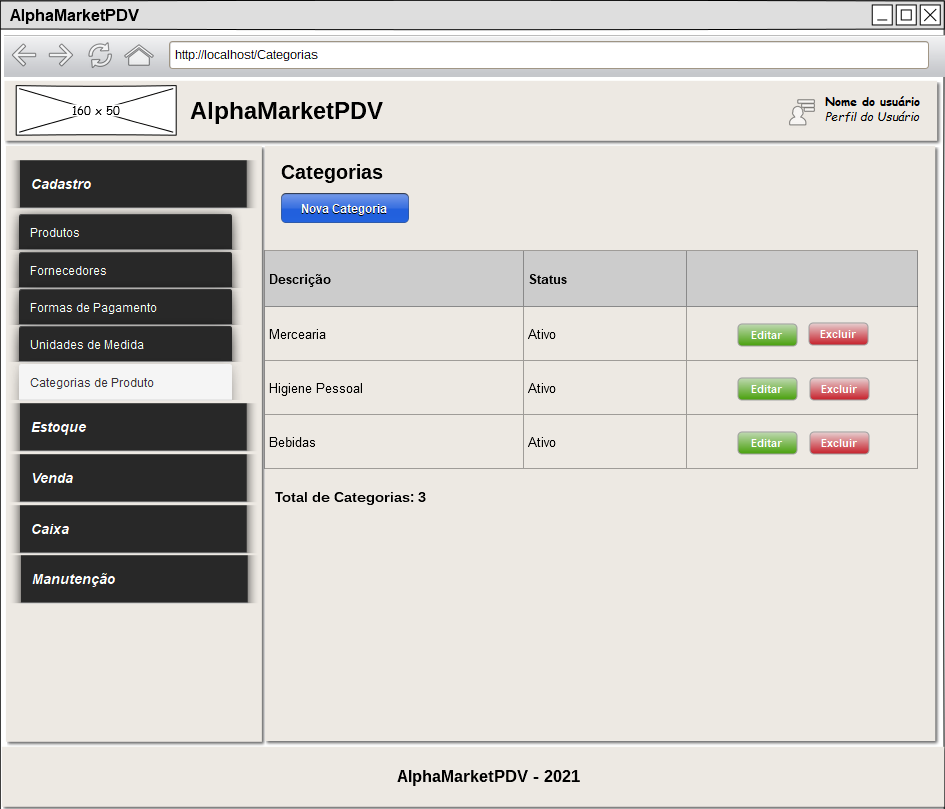 AlphaMarketPDV
http://localhost/Categorias
160 x 50
AlphaMarketPDV
Nome do usuário
Perfil do Usuário
Cadastro
Produtos
Fornecedores
Formas de Pagamento
Unidades de Medida
Categorias de Produto
Estoque
Venda
Caixa
Manutenção
Categorias
Nova Categoria
Descrição Status
Mercearia Ativo Editar Excluir
Higiene Pessoal Ativo Editar Excluir
Bebidas Ativo Editar Excluir
Total de Categorias: 3
AlphaMarketPDV - 2021